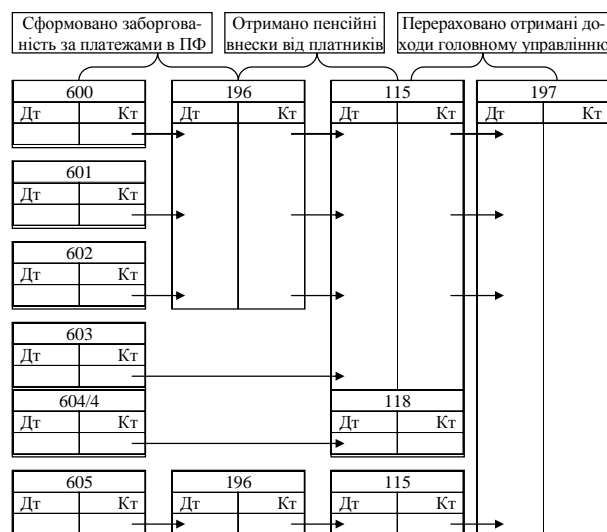 Сформовано заборгова-
ність за платежами в ПФ
Отримано пенсійні
внески від платників
Перераховано отримані до-
ходи головному управлінню
600 196 115 197
Дт Кт Дт Кт Дт Кт Дт Кт
601
Дт Кт
602
Дт Кт
603
Дт Кт
604/4 118
Дт Кт Дт Кт
605 196 115
Дт Кт Дт Кт Дт Кт